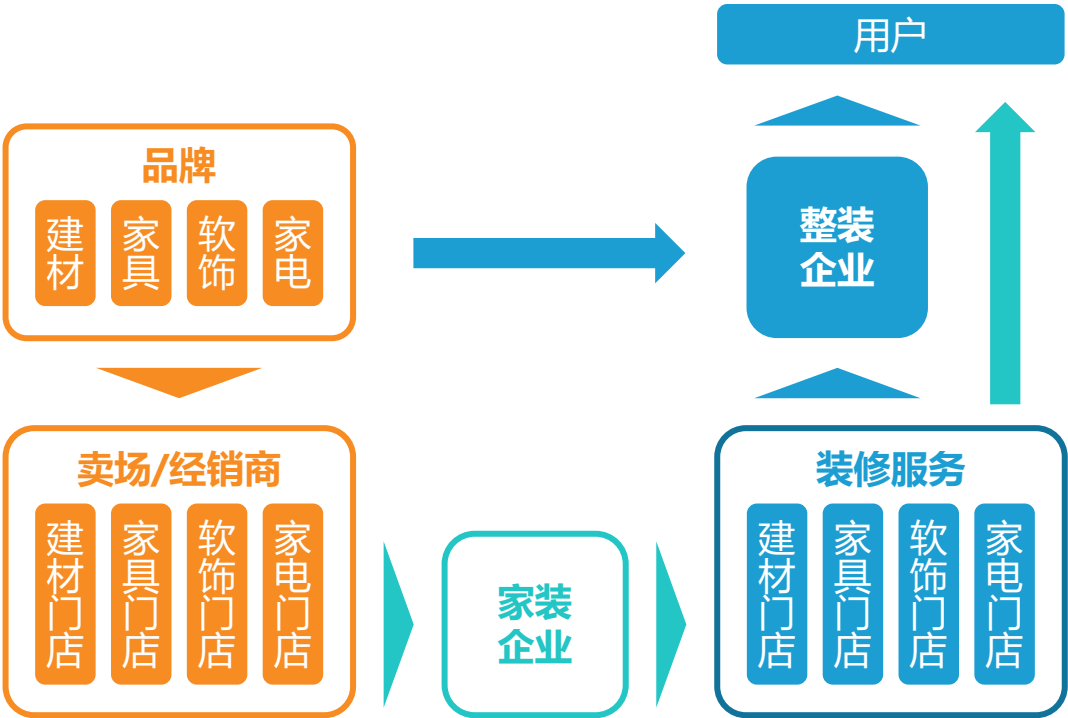 用户
品牌
建材
家具
软饰
家电
整装
企业
卖场/经销商
建材门店
家具门店
软饰门店
家电门店
家装
企业
装修服务
建材门店
家具门店
软饰门店
家电门店